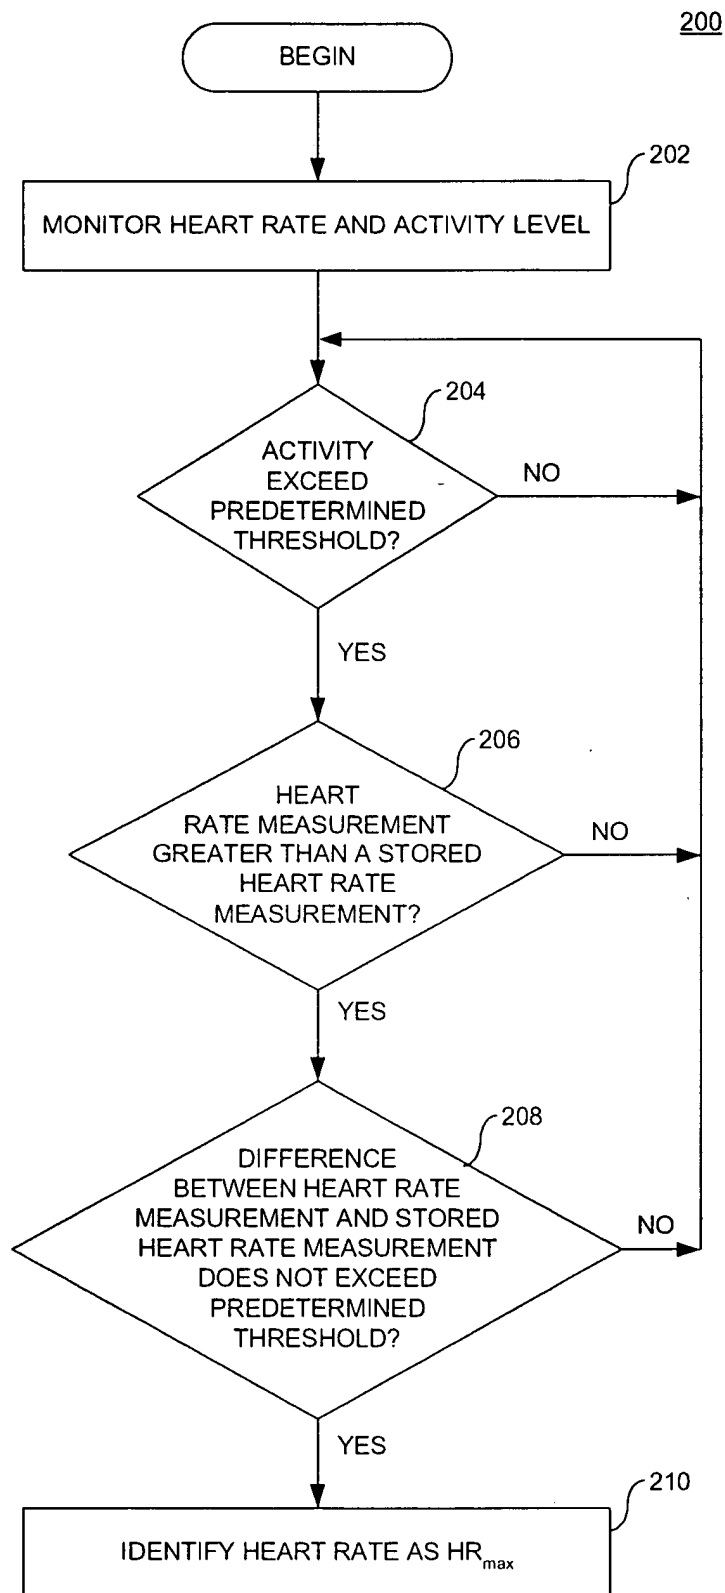 200
BEGIN
202
MONITOR HEART RATE AND ACTIVITY LEVEL
204
ACTIVITY
EXCEED
PREDETERMINED
THRESHOLD?
NO
YES
206
HEART
RATE MEASUREMENT
GREATER THAN A STORED
HEART RATE
MEASUREMENT?
NO
YES
208
DIFFERENCE
BETWEEN HEART RATE
MEASUREMENT AND STORED
HEART RATE MEASUREMENT
DOES NOT EXCEED
PREDETERMINED
THRESHOLD?
NO
YES
210
IDENTIFY HEART RATE AS HRmax